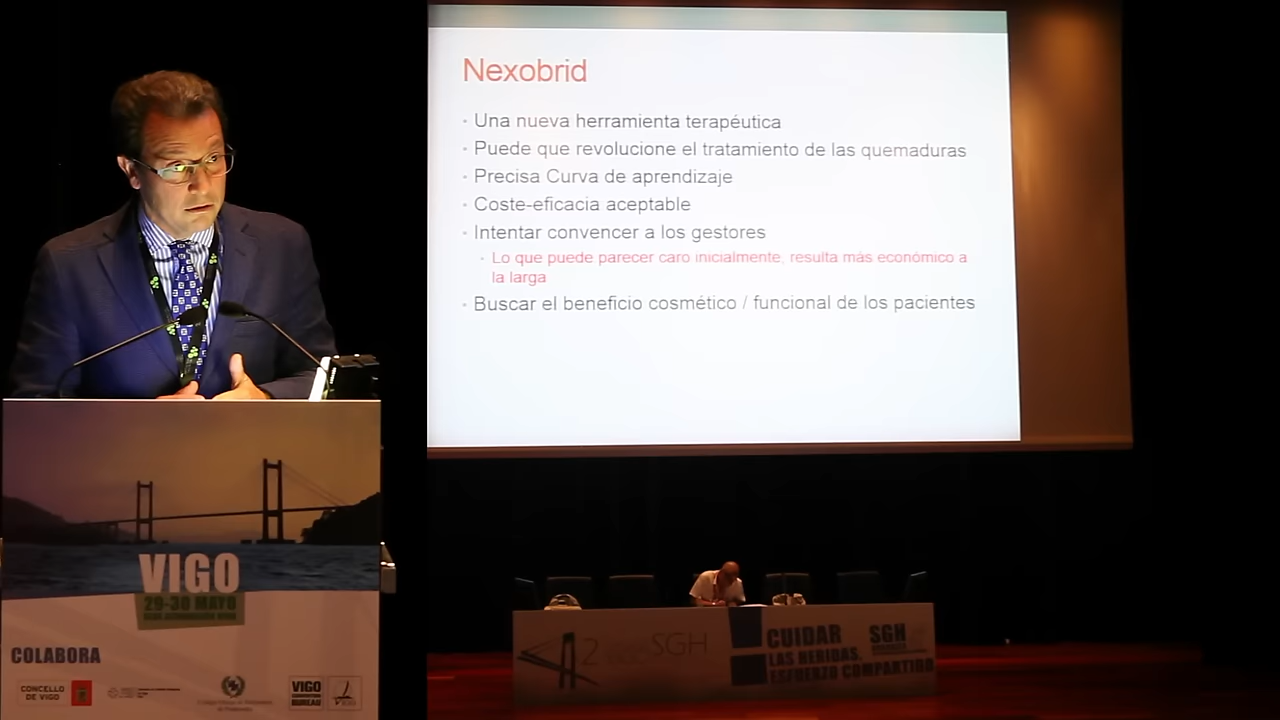 Nexobrid
Una nueva herramienta terapéutica
Puede que revolucione el tratamiento de las quemaduras
Precisa Curva de aprendizaje
Coste-eficacia aceptable
Intentar convencer a los gestores
Lo que puede parecer caro inicialmente, resulta más económico a
la larga
Buscar el beneficio cosmético / funcional de los pacientes
VIGO
29-30 MAYO
COLABORA
CONCELLO
DE VIGO
VIGO
BUREAU
2
SGH
CUIDAR
LAS HERIDAS,
ESFUERZO COMPARTIDO
SGH